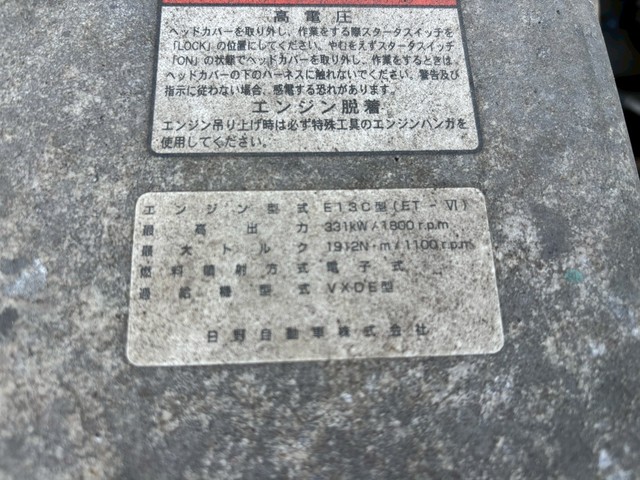 高電圧
ヘッドカバーを取り外し、作業をする際スタータスイッチを
「LOCK」の位置にしてください。やむをえずスタータスイッチ
「ON」の状態でヘッドカバーを取り外し、作業をするときは
ヘッドカバーの下のハーネスに触れないでください。警告及び
指示に従わない場合、感電する恐れがあります。
エンジン脱着
エンジン吊り上げ時は必ず特殊工具のエンジンハンガを
使用してください。
エンジン型式 E13C型(ET-Ⅵ)
最高出力 331kW/1800r.p.m
最大トルク 1912N・m/1100r.p.m
燃料噴射方式 電子式
過給機型式 VXDE型
日野自動車株式会社